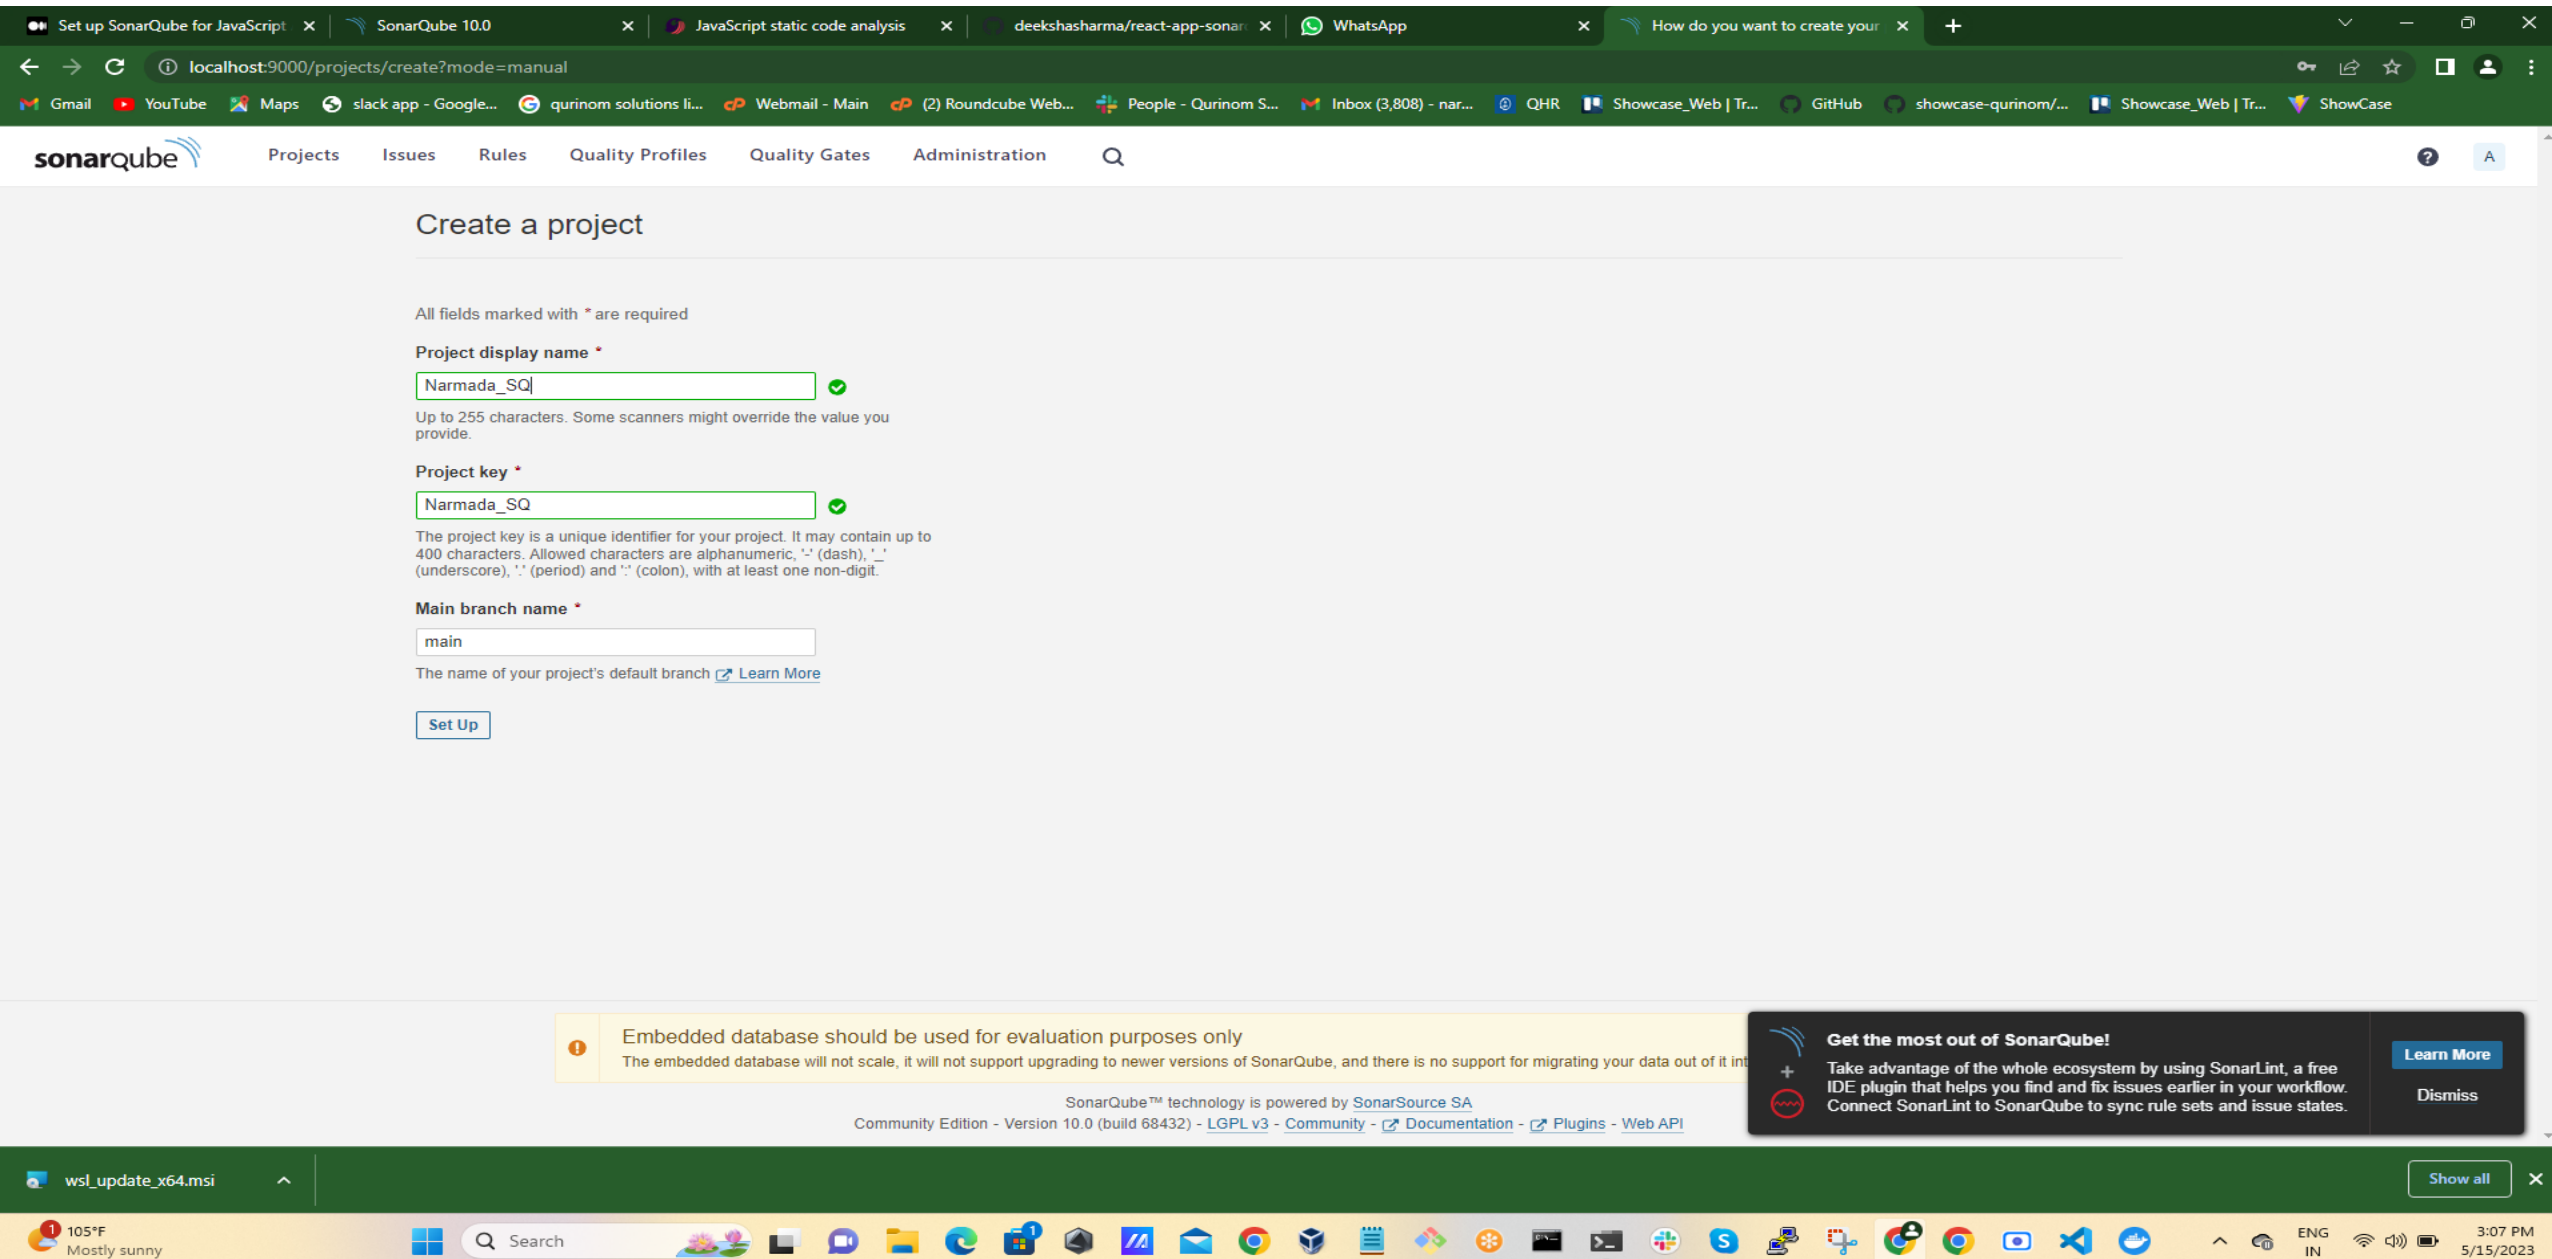 Set up SonarQube for JavaScript
SonarQube 10.0
JavaScript static code analysis
deekshasharma/react-app-sonar
WhatsApp
How do you want to create your
localhost:9000/projects/create?mode=manual
Gmail YouTube Maps slack app - Google... qurinom solutions li... Webmail - Main (2) Roundcube Web... People - Qurinom S... Inbox (3,808) - nar... QHR Showcase_Web | Tr... GitHub showcase-qurinom/... Showcase_Web | Tr... ShowCase
sonarqube Projects Issues Rules Quality Profiles Quality Gates Administration A
Create a project
All fields marked with * are required
Project display name *
Narmada_SQ
Up to 255 characters. Some scanners might override the value you
provide.
Project key *
Narmada_SQ
The project key is a unique identifier for your project. It may contain up to
400 characters. Allowed characters are alphanumeric, '-' (dash), '_'
(underscore), '.' (period) and ':' (colon), with at least one non-digit.
Main branch name *
main
The name of your project's default branch Learn More
Set Up
Embedded database should be used for evaluation purposes only
The embedded database will not scale, it will not support upgrading to newer versions of SonarQube, and there is no support for migrating your data out of it int
SonarQube™ technology is powered by SonarSource SA
Community Edition - Version 10.0 (build 68432) - LGPL v3 - Community - Documentation - Plugins - Web API
Get the most out of SonarQube!
Take advantage of the whole ecosystem by using SonarLint, a free
IDE plugin that helps you find and fix issues earlier in your workflow.
Connect SonarLint to SonarQube to sync rule sets and issue states.
Learn More
Dismiss
wsl_update_x64.msi
Show all
1
105°F
Mostly sunny
Search
1
ENG
IN
3:07 PM
5/15/2023